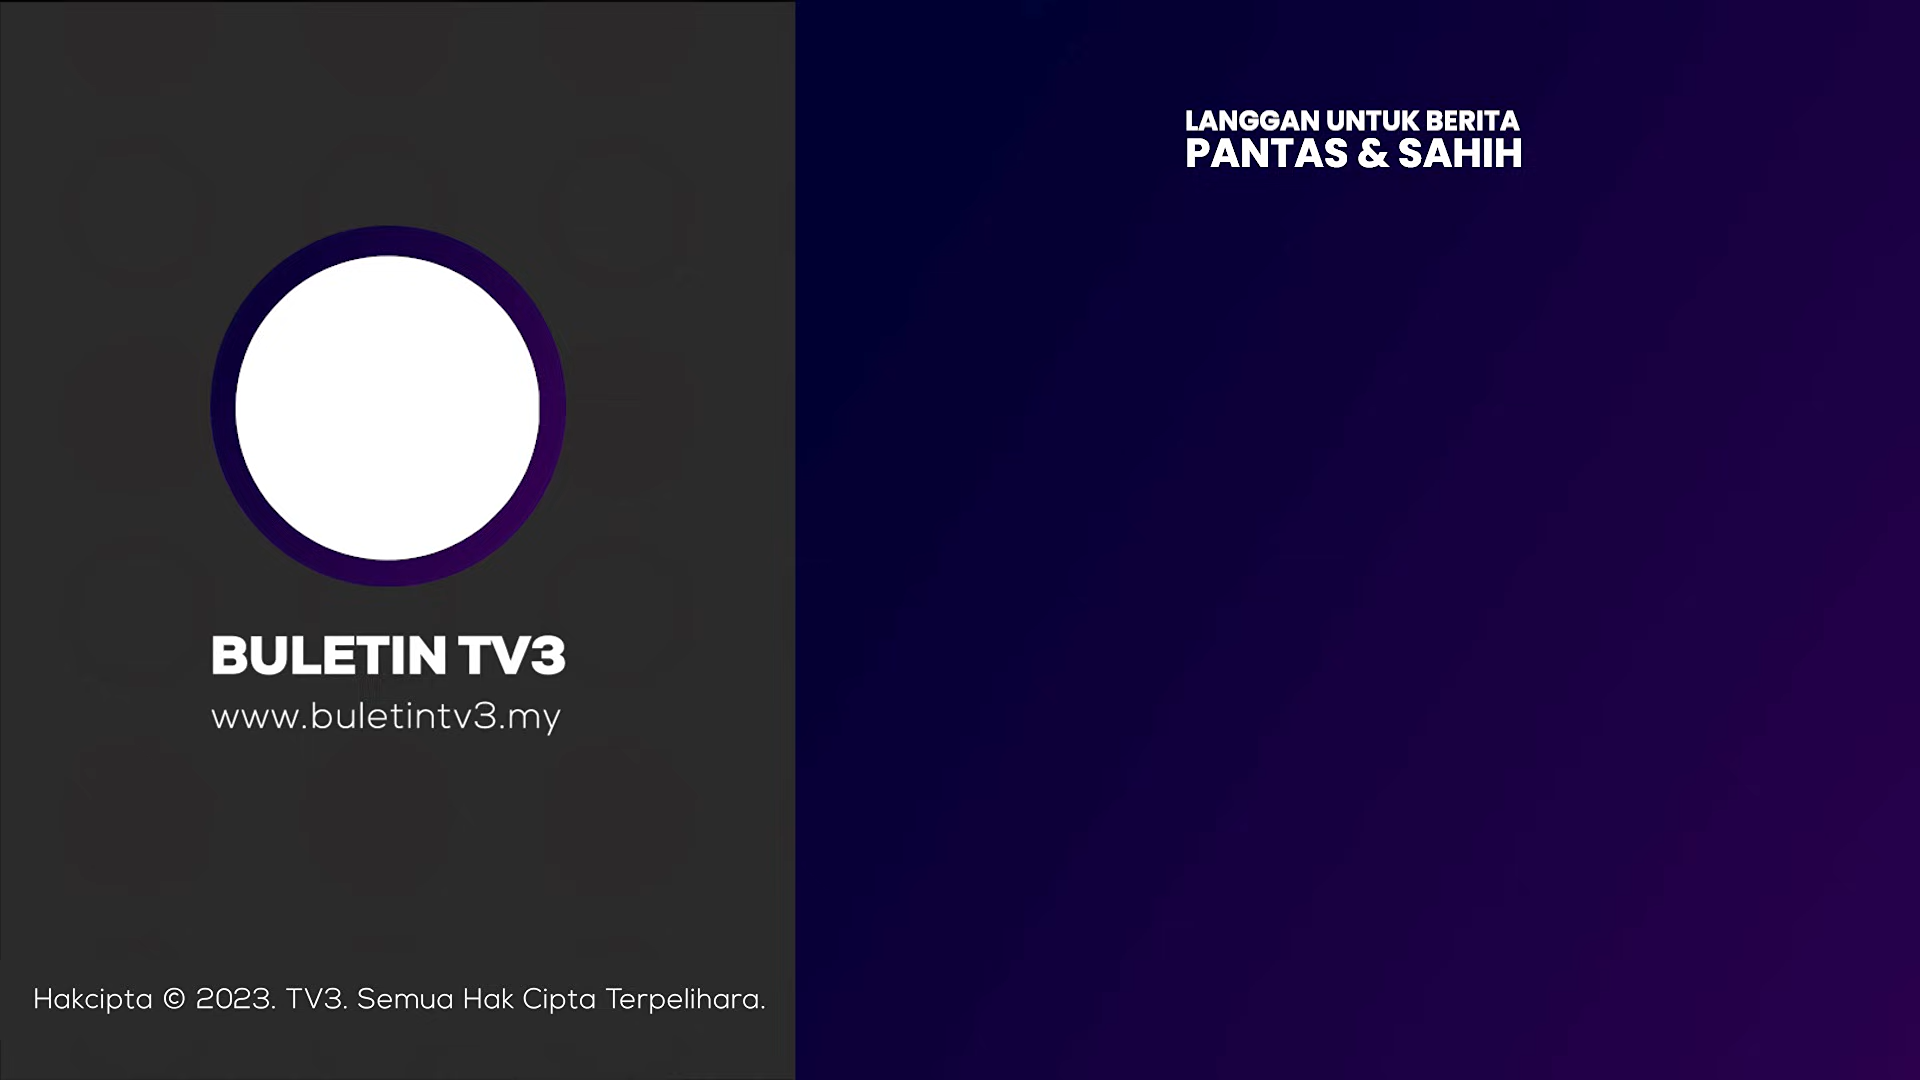 LANGGAN UNTUK BERITA
PANTAS & SAHIH
BULETIN TV3
www.buletintv3.my
Hakcipta © 2023. TV3. Semua Hak Cipta Terpelihara.